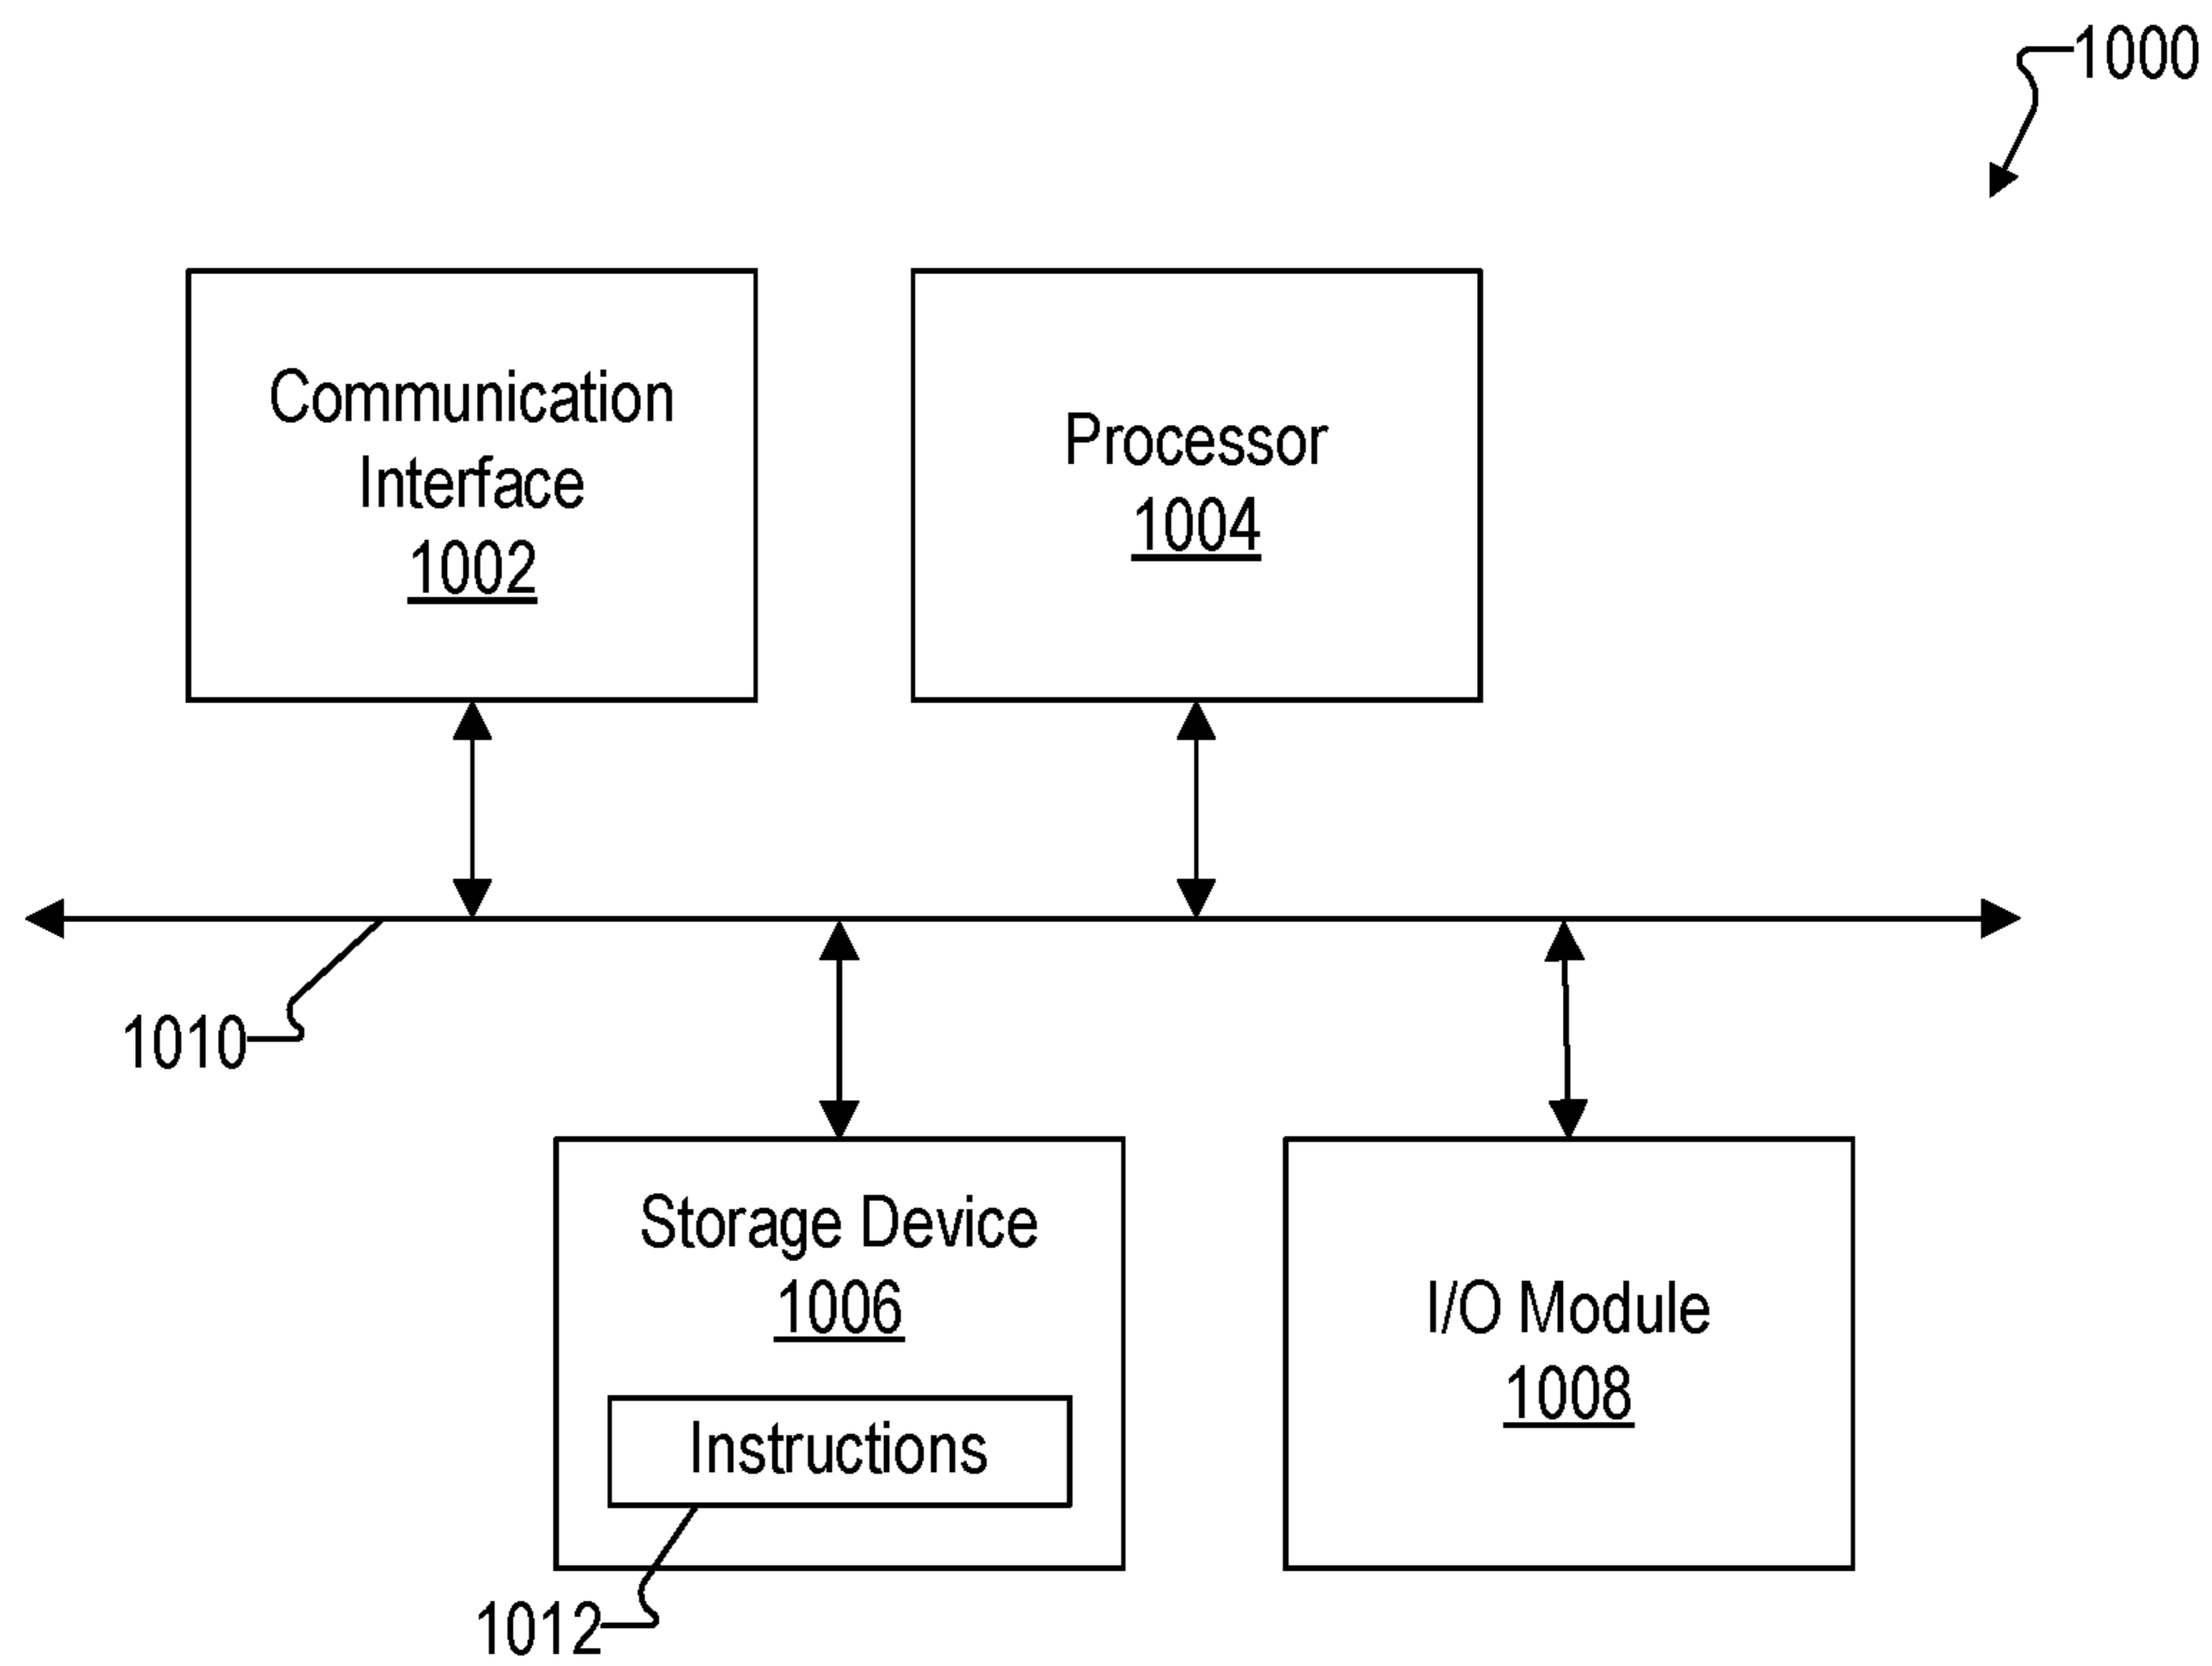 1000
Communication
Interface
1002
Processor
1004
1010
Storage Device
1006
Instructions
1012
I/O Module
1008